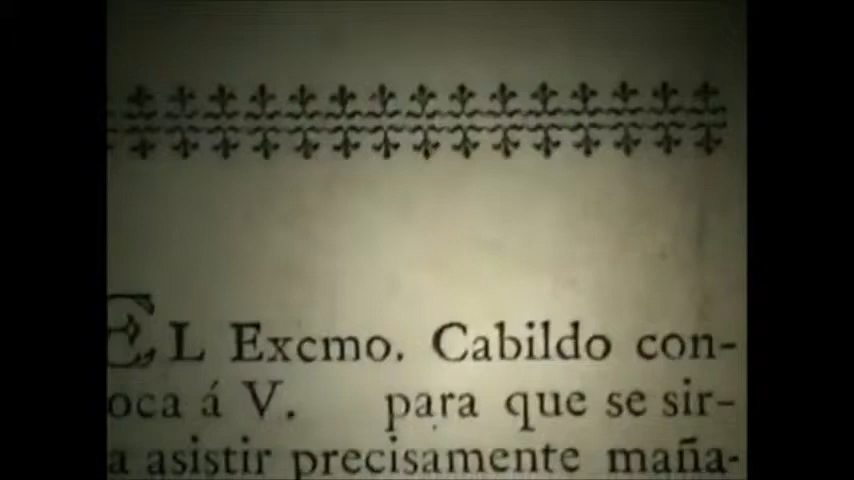 EL Excmo. Cabildo con-
oca á V. para que se sir-
a asistir precisamente maña-